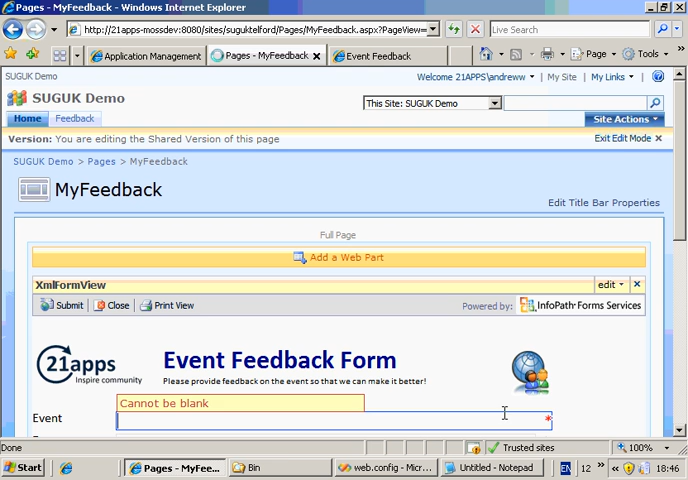 Pages - MyFeedback - Windows Internet Explorer
http://21apps-mossdev:8080/sites/suguktelford/Pages/MyFeedback.aspx?PageView=
Live Search
Application Management
Pages - MyFeedback
Event Feedback
Page
Tools
SUGUK Demo
Welcome 21APPS\andreww
My Site
My Links
SUGUK Demo
This Site: SUGUK Demo
Home
Feedback
Site Actions
Version: You are editing the Shared Version of this page
Exit Edit Mode
SUGUK Demo > Pages > MyFeedback
MyFeedback
Edit Title Bar Properties
Full Page
Add a Web Part
XmlFormView
edit
Submit
Close
Print View
Powered by:
InfoPath Forms Services
21apps
Inspire community
Event Feedback Form
Please provide feedback on the event so that we can make it better!
Cannot be blank
Event
*
Done
Trusted sites
100%
Start
Pages - MyFee...
Bin
web.config - Micr...
Untitled - Notepad
EN
12
»
18:46